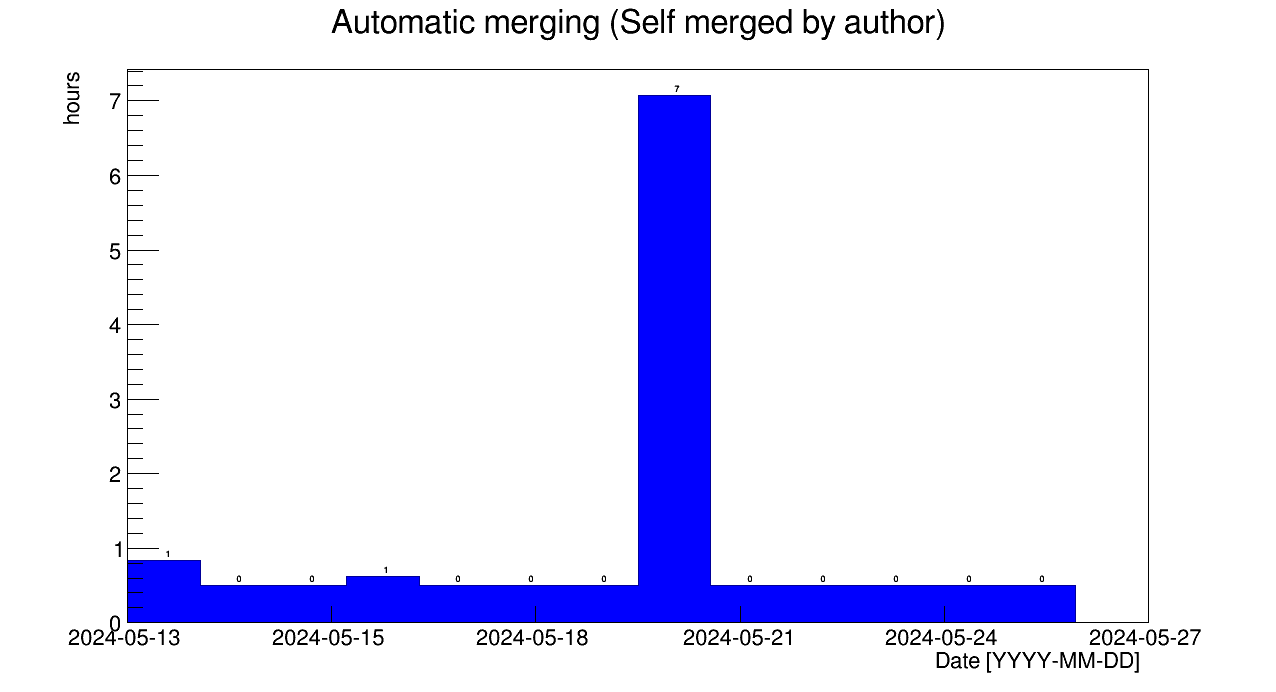 Automatic merging (Self merged by author)
hours
7
6
5
4
3
2
1
0
1 0 0 1 0 0 0 7 0 0 0 0 0
2024-05-13 2024-05-15 2024-05-18 2024-05-21 2024-05-24 2024-05-27
Date [YYYY-MM-DD]